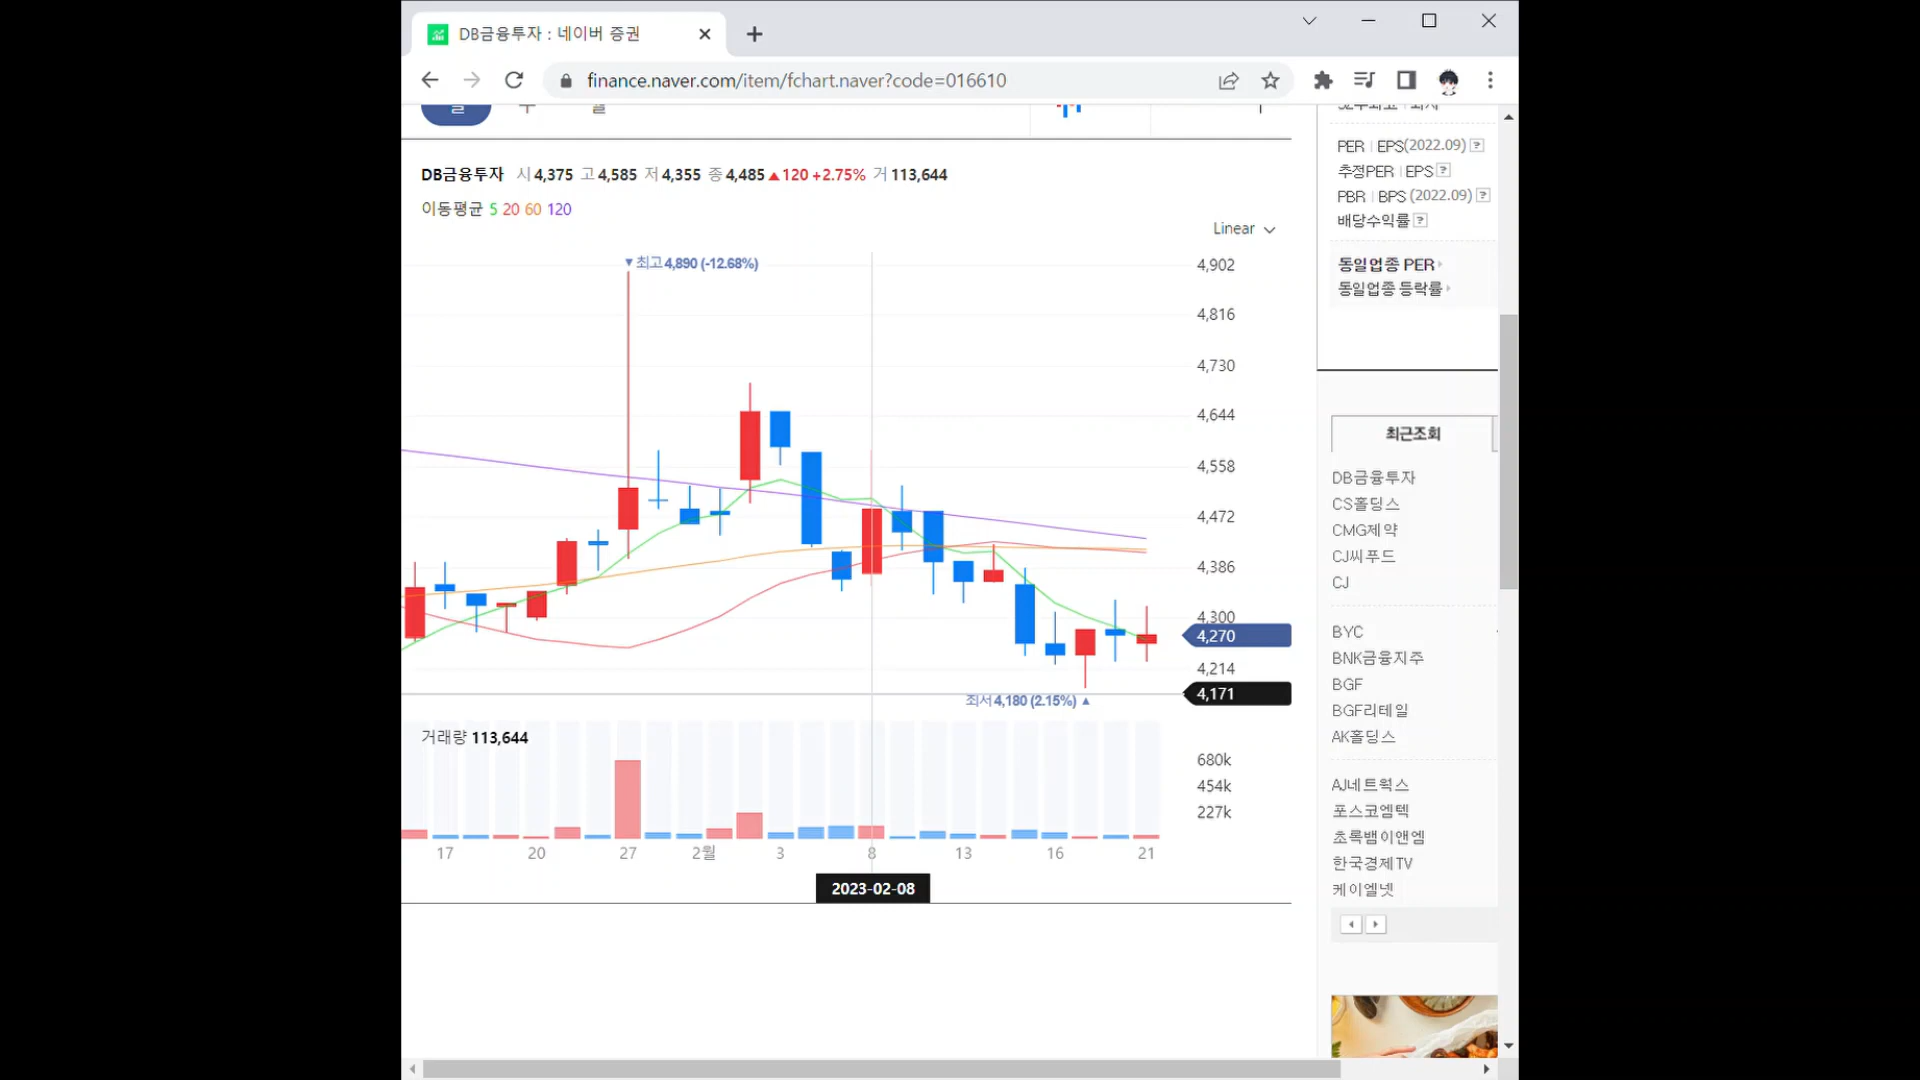 DB금융투자 : 네이버 증권
finance.naver.com/item/fchart.naver?code=016610
DB금융투자 시 4,375 고 4,585 저 4,355 종 4,485 ▲120 +2.75% 거 113,644
이동평균 5 20 60 120
Linear
▼최고 4,890 (-12.68%)
4,902
4,816
4,730
4,644
4,558
4,472
4,386
4,300
4,270
4,214
4,171
최저 4,180 (2.15%) ▲
거래량 113,644
680k
454k
227k
17 20 27 2월 3 8 13 16 21
2023-02-08
PER | EPS(2022.09) ?
추정PER | EPS ?
PBR | BPS (2022.09) ?
배당수익률 ?
동일업종 PER
동일업종 등락률
최근조회
DB금융투자
CS홀딩스
CMG제약
CJ씨푸드
CJ
BYC
BNK금융지주
BGF
BGF리테일
AK홀딩스
AJ네트웍스
포스코엠텍
초록뱀이앤엠
한국경제TV
케이엘넷